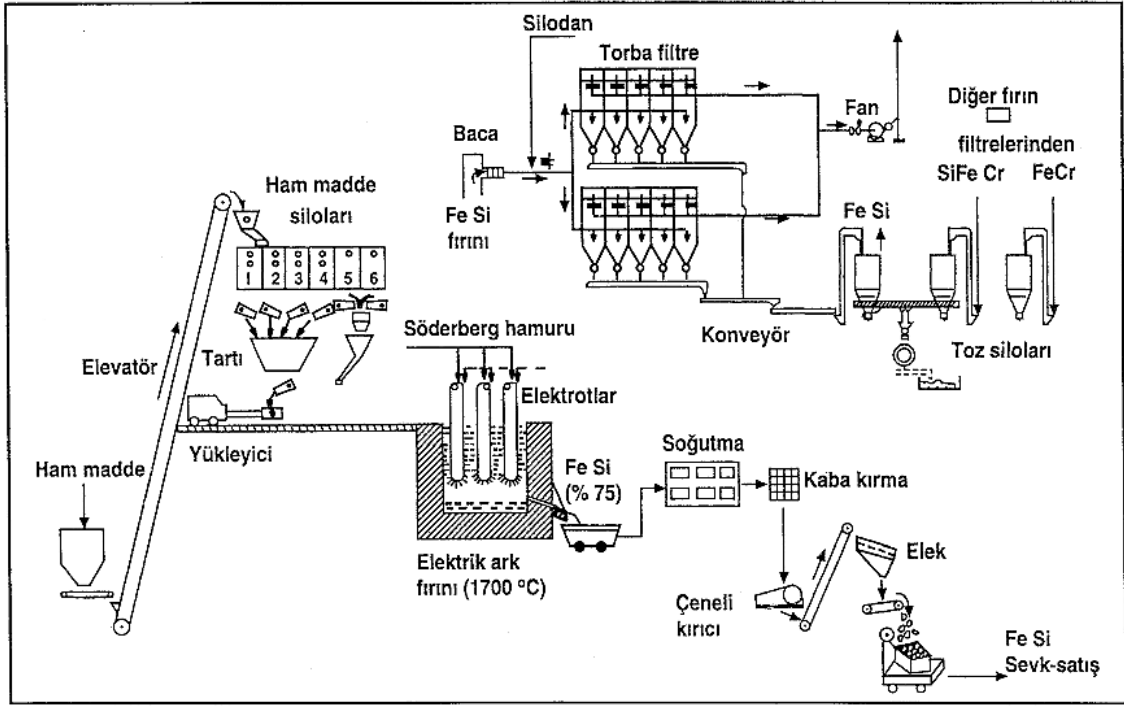 Silodan
Torba filtre
Fan
Diğer fırın
filtrelerinden
SiFe Cr
FeCr
Baca
Fe Si
fırını
Ham madde
siloları
1 2 3 4 5 6
Fe Si
Konveyör
Toz siloları
Söderberg hamuru
Tartı
Elevatör
Elektrotlar
Yükleyici
Ham madde
Fe Si
(% 75)
Soğutma
Kaba kırma
Elektrik ark
fırını (1700 ºC)
Elek
Çeneli
kırıcı
Fe Si
Sevk-satış